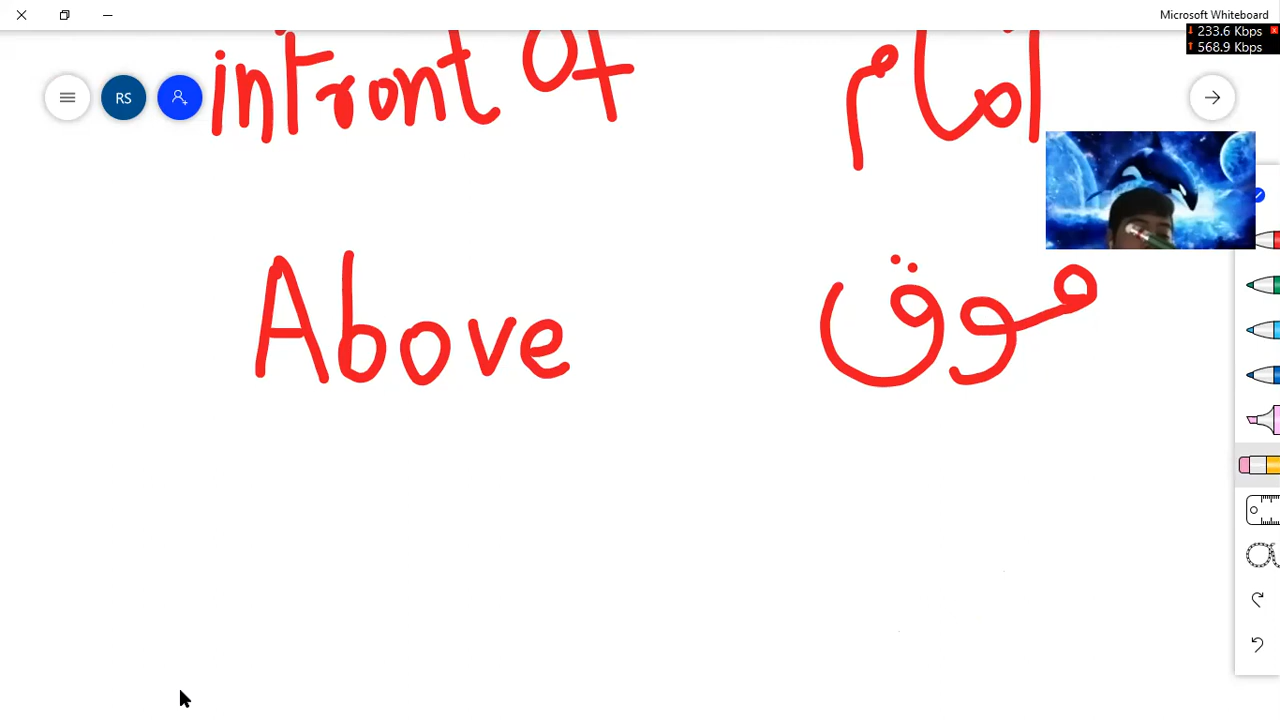 Microsoft Whiteboard
233.6 Kbps
568.9 Kbps
RS
infront of أمام
Above فوق